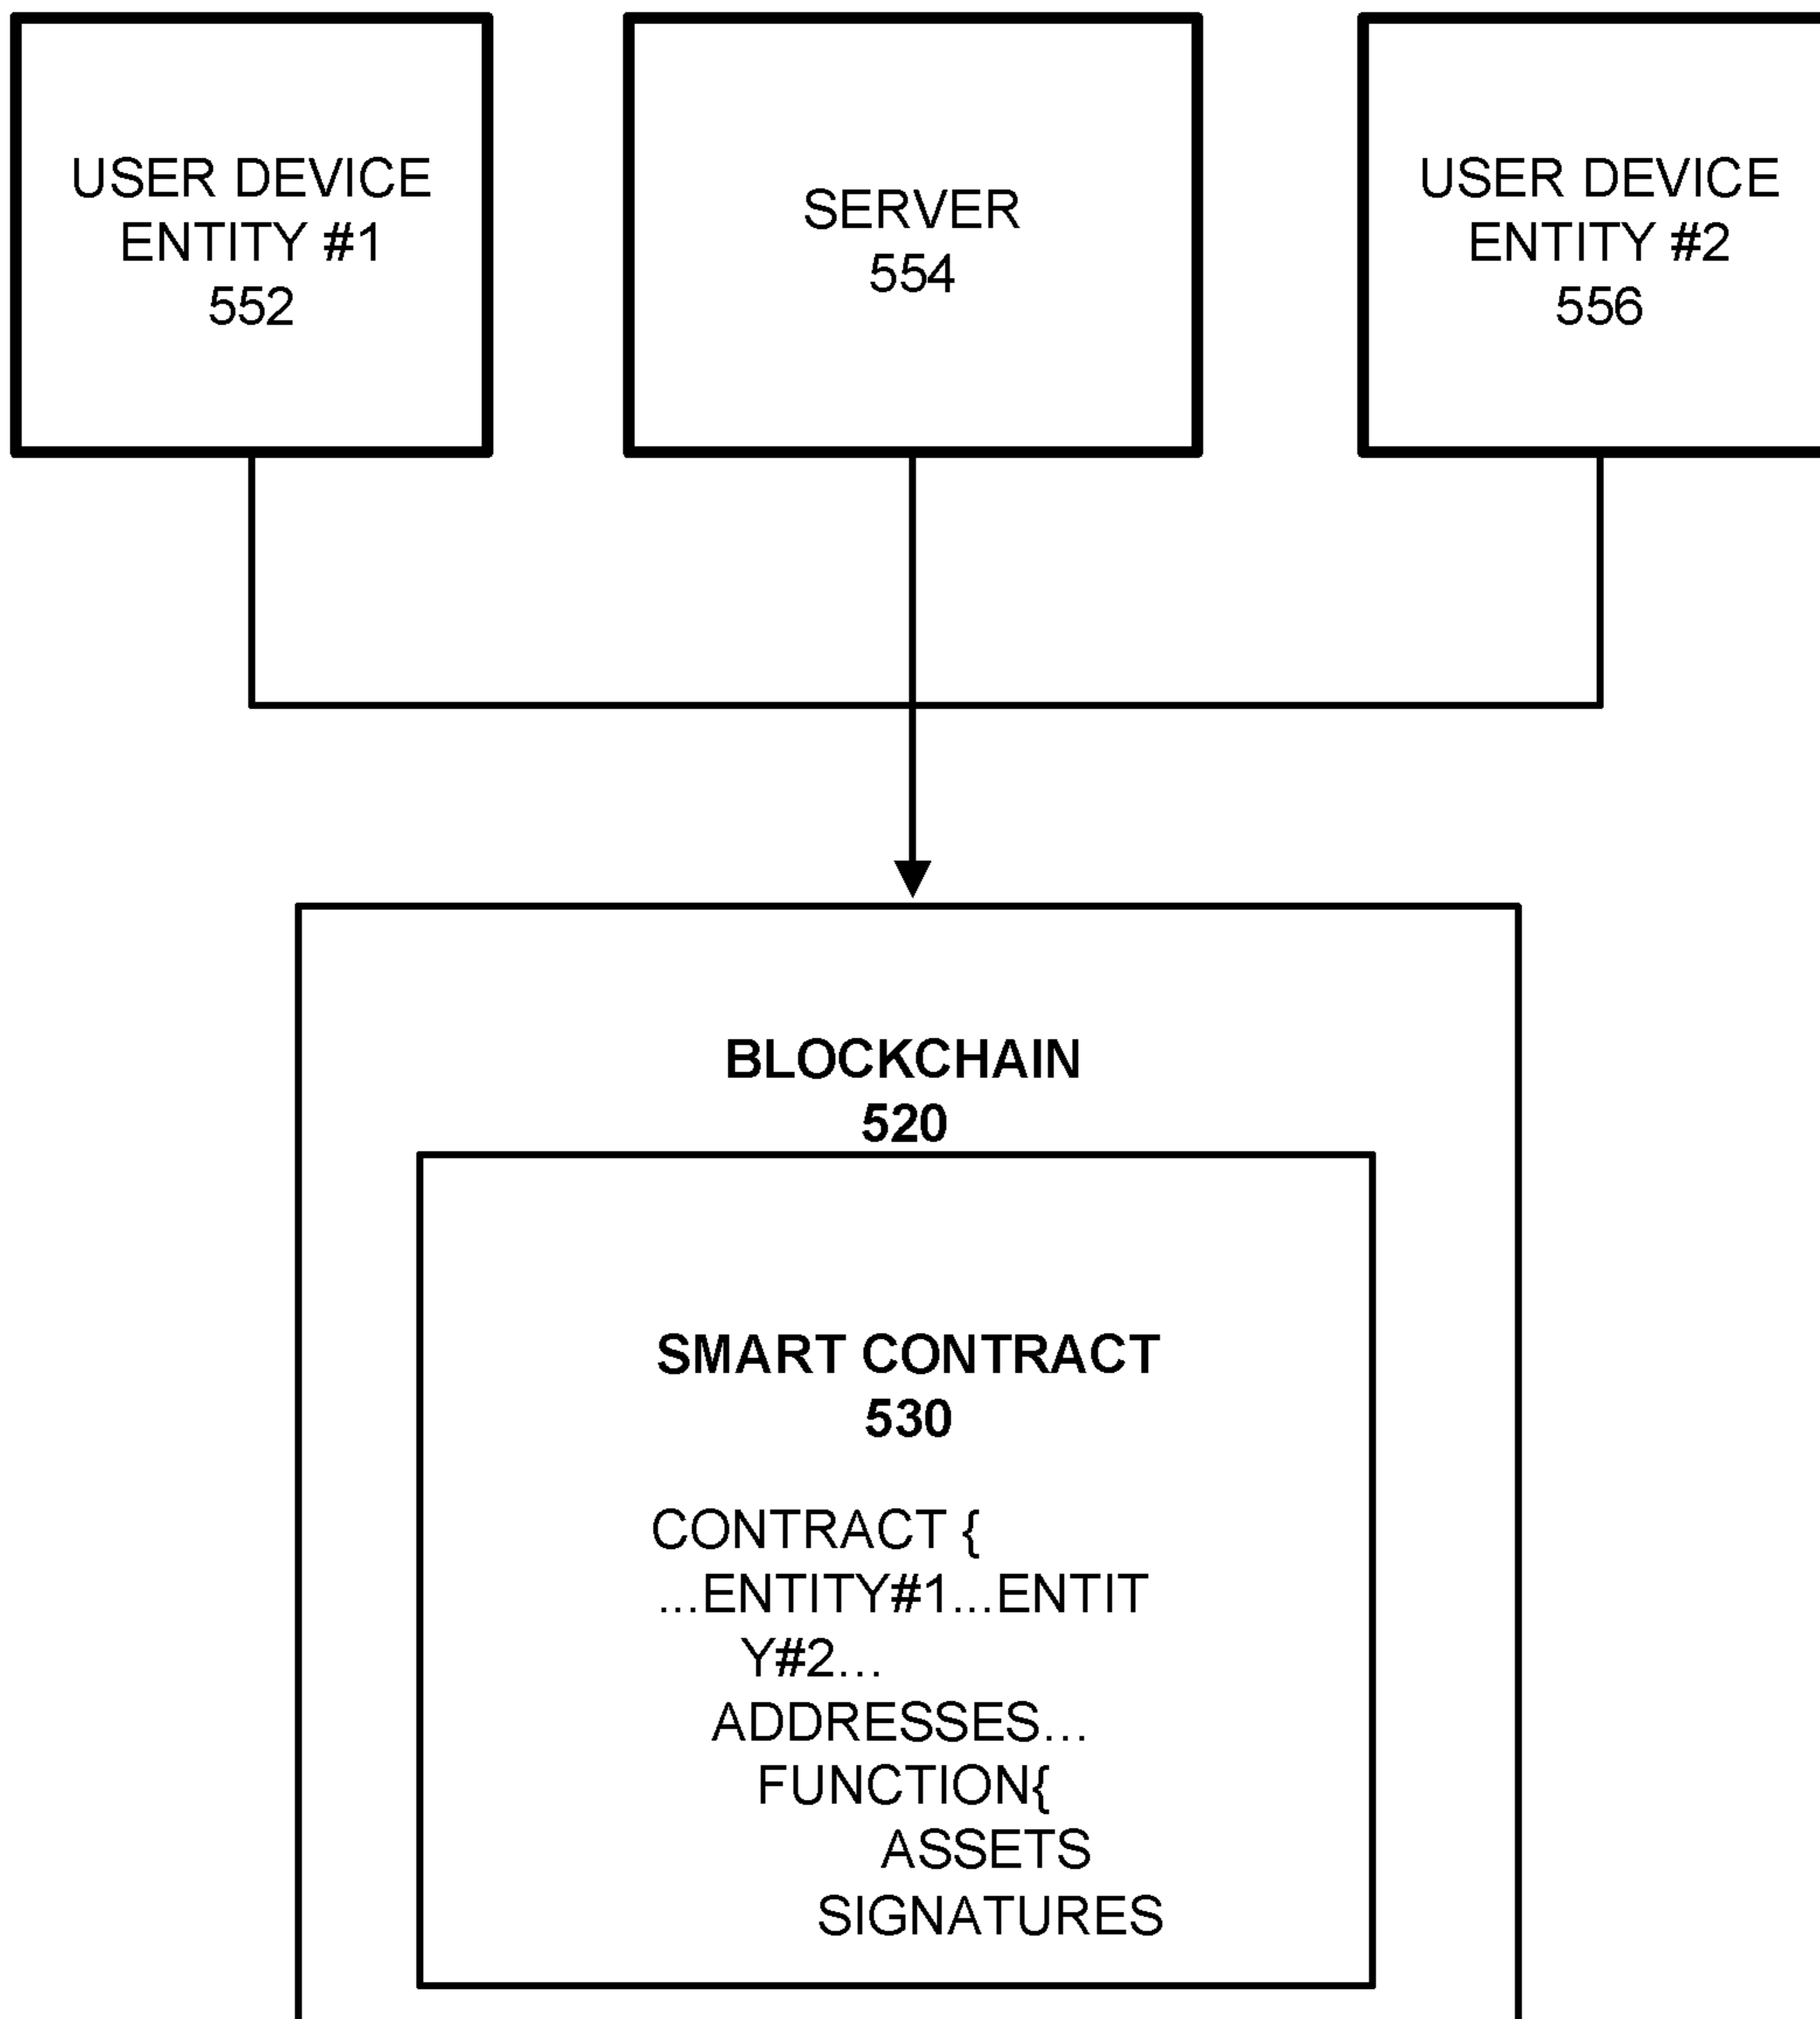 USER DEVICE
ENTITY #1
552
SERVER
554
USER DEVICE
ENTITY #2
556
BLOCKCHAIN
520
SMART CONTRACT
530
CONTRACT {
...ENTITY#1...ENTIT
Y#2...
ADDRESSES...
FUNCTION{
ASSETS
SIGNATURES